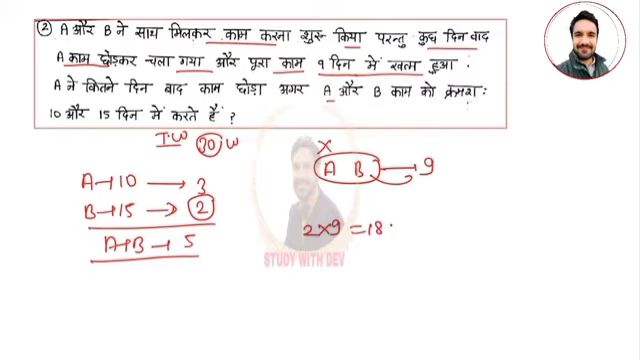 ② A और B ने साथ मिलकर काम करना शुरू किया परन्तु कुछ दिन बाद
A काम छोड़कर चला गया और पूरा काम 9 दिन में खत्म हुआ :
A ने कितने दिन बाद काम छोड़ा अगर A और B काम को क्रमशः
10 और 15 दिन में करते हैं ?
T.W 30 W
X
A → 10 → 3
A B → 9
B → 15 → 2
A+B → 5
2×9 = 18
STUDY WITH DEV